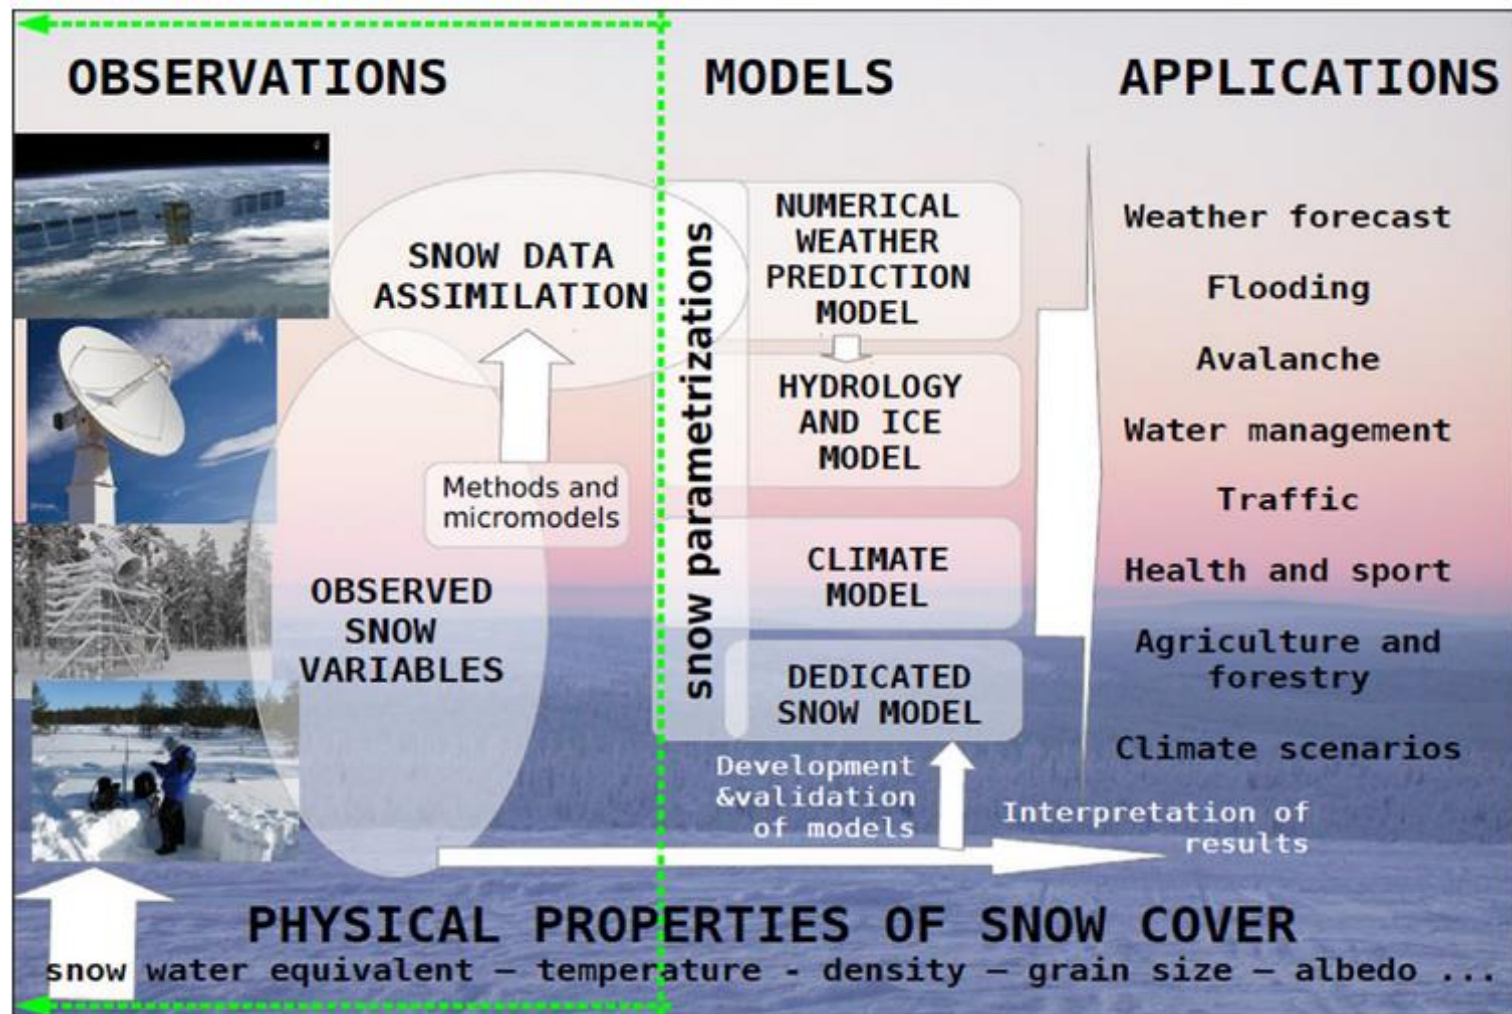 OBSERVATIONS
MODELS
APPLICATIONS
SNOW DATA
ASSIMILATION
Methods and
micromodels
OBSERVED
SNOW
VARIABLES
snow parametrizations
NUMERICAL
WEATHER
PREDICTION
MODEL
HYDROLOGY
AND ICE
MODEL
CLIMATE
MODEL
DEDICATED
SNOW MODEL
Development
&validation
of models
Interpretation of
results
Weather forecast
Flooding
Avalanche
Water management
Traffic
Health and sport
Agriculture and
forestry
Climate scenarios
PHYSICAL PROPERTIES OF SNOW COVER
snow water equivalent – temperature - density – grain size – albedo ...